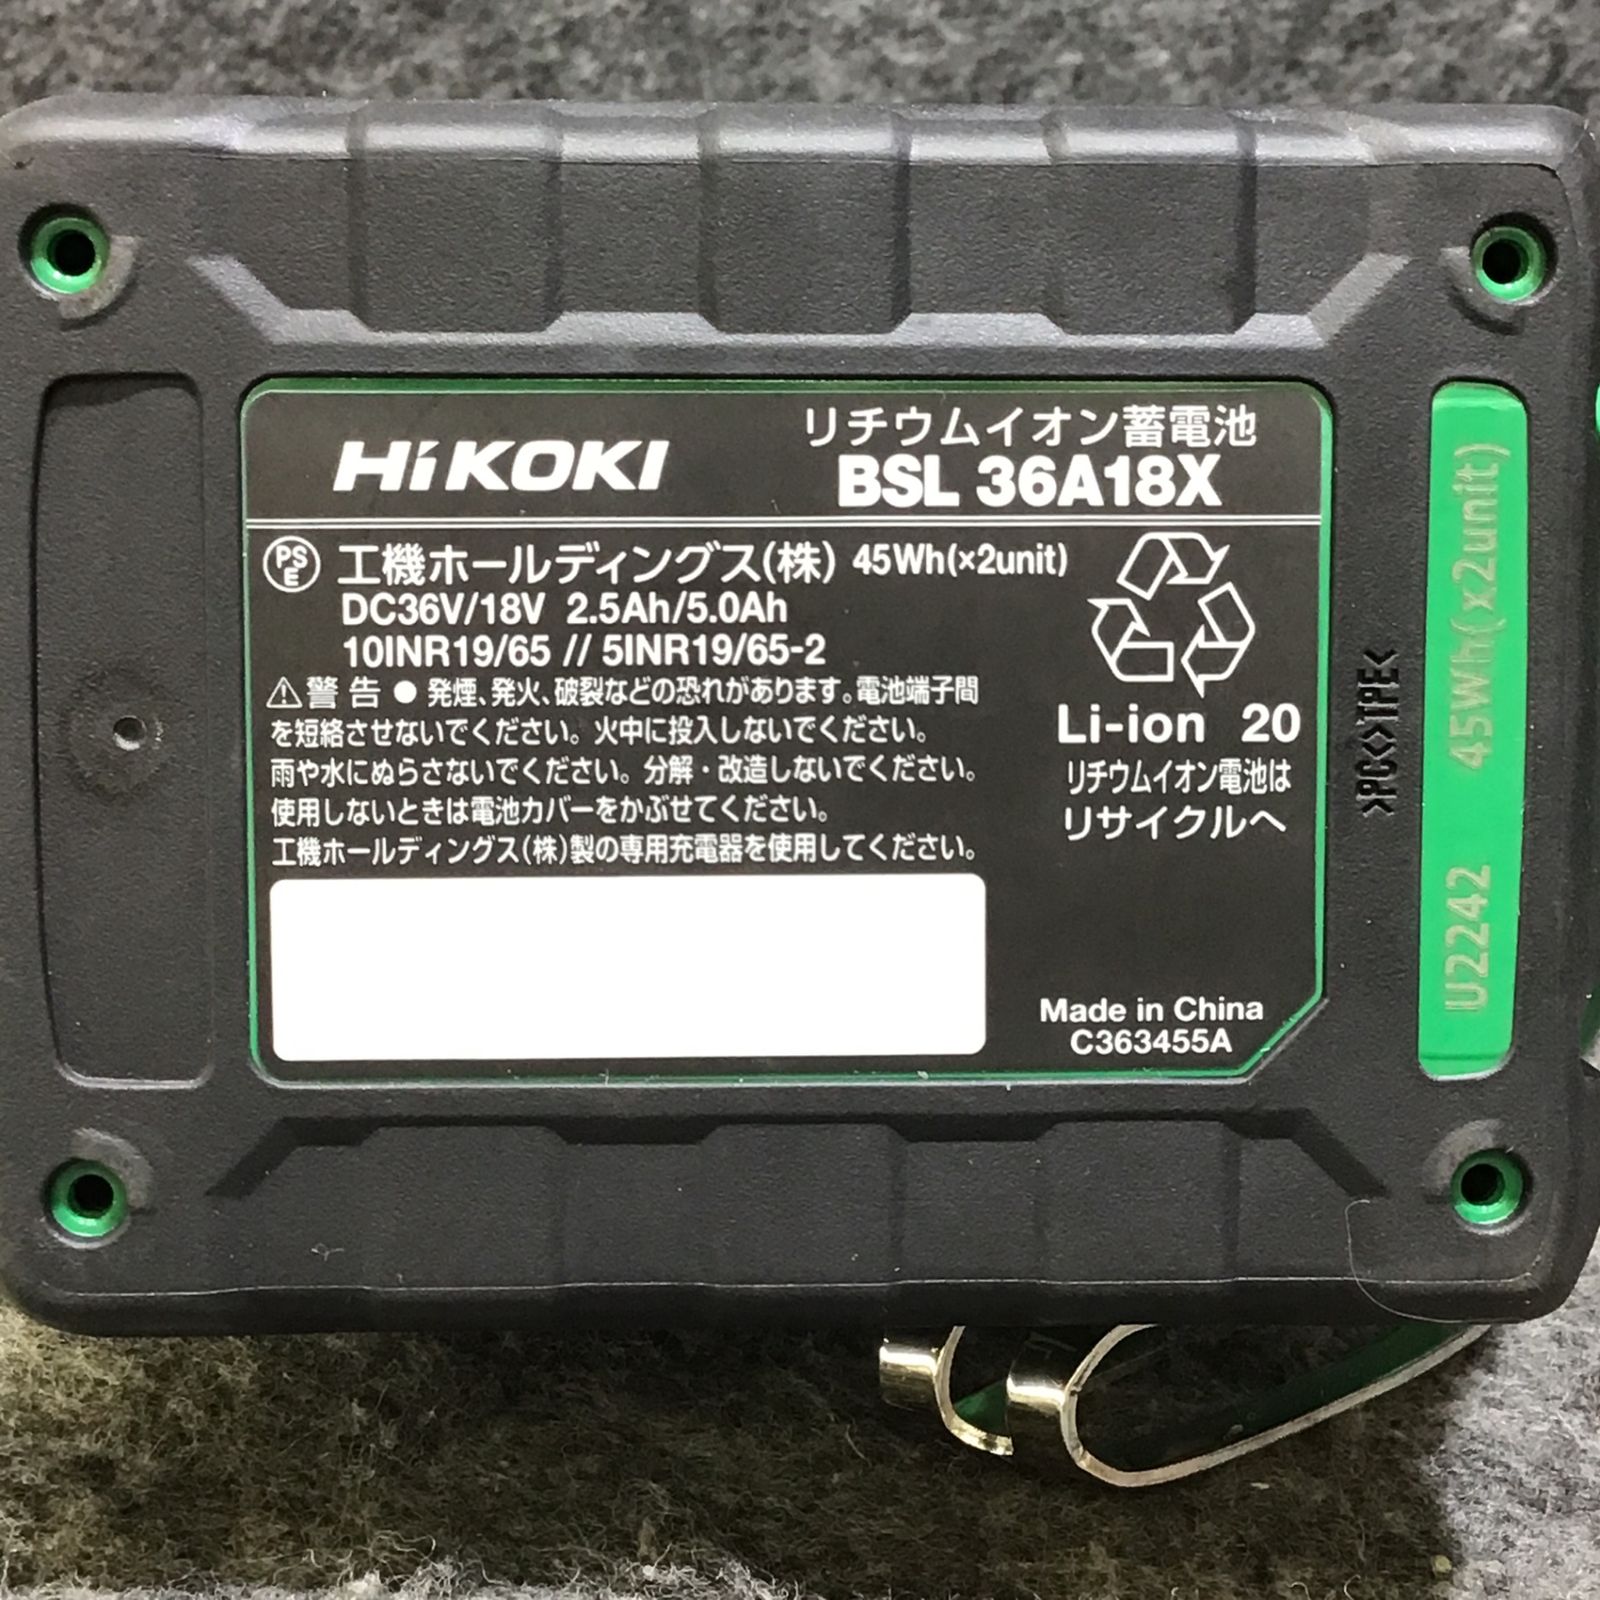 HiKOKI
リチウムイオン蓄電池
BSL 36A18X
PSE 工機ホールディングス(株) 45Wh(×2unit)
DC36V/18V 2.5Ah/5.0Ah
10INR19/65 // 5INR19/65-2
⚠警告 ● 発煙、発火、破裂などの恐れがあります。電池端子間
を短絡させないでください。火中に投入しないでください。
雨や水にぬらさないでください。分解・改造しないでください。
使用しないときは電池カバーをかぶせてください。
工機ホールディングス(株)製の専用充電器を使用してください。
Li-ion 20
リチウムイオン電池は
リサイクルへ
Made in China
C363455A
>PC<>TPE<
U2242 45Wh(x2unit)